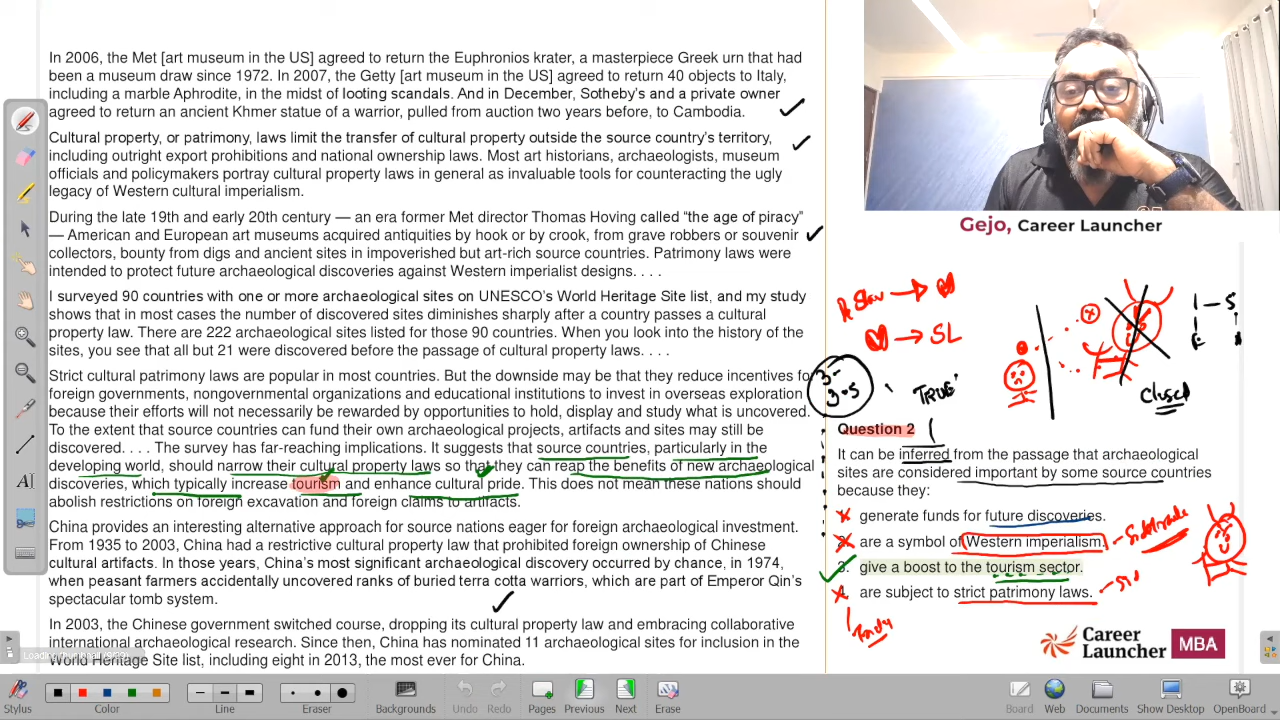 In 2006, the Met [art museum in the US] agreed to return the Euphronios krater, a masterpiece Greek urn that had
been a museum draw since 1972. In 2007, the Getty [art museum in the US] agreed to return 40 objects to Italy,
including a marble Aphrodite, in the midst of looting scandals. And in December, Sotheby's and a private owner
agreed to return an ancient Khmer statue of a warrior, pulled from auction two years before, to Cambodia.
Cultural property, or patrimony, laws limit the transfer of cultural property outside the source country's territory,
including outright export prohibitions and national ownership laws. Most art historians, archaeologists, museum
officials and policymakers portray cultural property laws in general as invaluable tools for counteracting the ugly
legacy of Western cultural imperialism.
During the late 19th and early 20th century — an era former Met director Thomas Hoving called “the age of piracy”
— American and European art museums acquired antiquities by hook or by crook, from grave robbers or souvenir
collectors, bounty from digs and ancient sites in impoverished but art-rich source countries. Patrimony laws were
intended to protect future archaeological discoveries against Western imperialist designs. . . .
I surveyed 90 countries with one or more archaeological sites on UNESCO's World Heritage Site list, and my study
shows that in most cases the number of discovered sites diminishes sharply after a country passes a cultural
property law. There are 222 archaeological sites listed for those 90 countries. When you look into the history of the
sites, you see that all but 21 were discovered before the passage of cultural property laws. . . .
Strict cultural patrimony laws are popular in most countries. But the downside may be that they reduce incentives for
foreign governments, nongovernmental organizations and educational institutions to invest in overseas exploration
because their efforts will not necessarily be rewarded by opportunities to hold, display and study what is uncovered.
To the extent that source countries can fund their own archaeological projects, artifacts and sites may still be
discovered. . . . The survey has far-reaching implications. It suggests that source countries, particularly in the
developing world, should narrow their cultural property laws so that they can reap the benefits of new archaeological
discoveries, which typically increase tourism and enhance cultural pride. This does not mean these nations should
abolish restrictions on foreign excavation and foreign claims to artifacts.
China provides an interesting alternative approach for source nations eager for foreign archaeological investment.
From 1935 to 2003, China had a restrictive cultural property law that prohibited foreign ownership of Chinese
cultural artifacts. In those years, China's most significant archaeological discovery occurred by chance, in 1974,
when peasant farmers accidentally uncovered ranks of buried terra cotta warriors, which are part of Emperor Qin's
spectacular tomb system.
In 2003, the Chinese government switched course, dropping its cultural property law and embracing collaborative
international archaeological research. Since then, China has nominated 11 archaeological sites for inclusion in the
World Heritage Site list, including eight in 2013, the most ever for China.
Gejo, Career Launcher
SL
TRUE
Closed
Question 2
It can be inferred from the passage that archaeological
sites are considered important by some source countries
because they:
generate funds for future discoveries.
are a symbol of Western imperialism.
3. give a boost to the tourism sector.
are subject to strict patrimony laws.
Career
Launcher
MBA
Stylus
Color
Line
Eraser
Backgrounds
Undo
Redo
Pages
Previous
Next
Erase
Board
Web
Documents
Show Desktop
OpenBoard